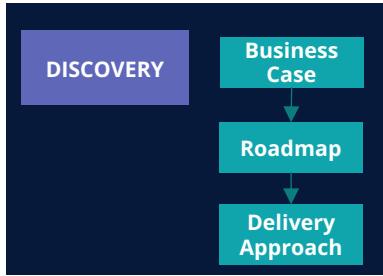 DISCOVERY
Business
Case
Roadmap
Delivery
Approach